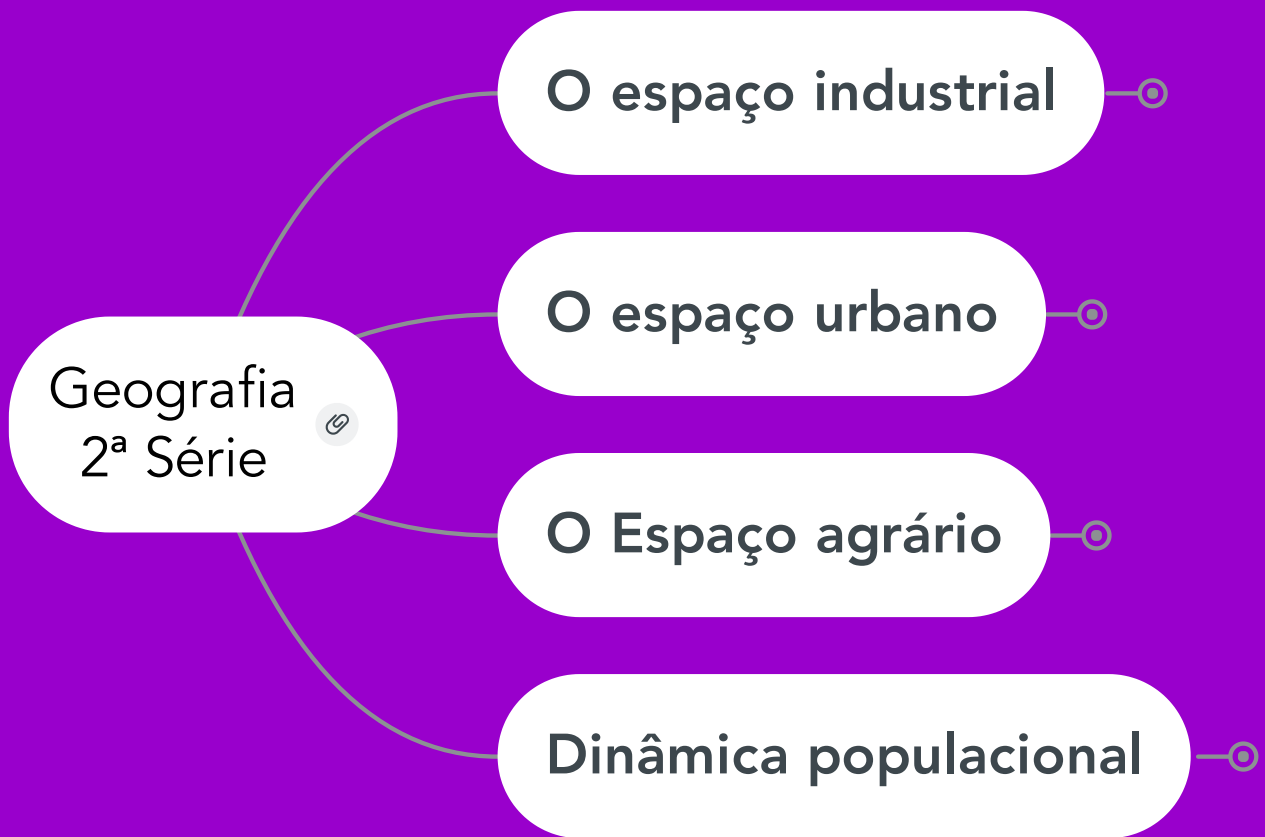 O espaço industrial
O espaço urbano
Geografia
2ª Série
O Espaço agrário
Dinâmica populacional